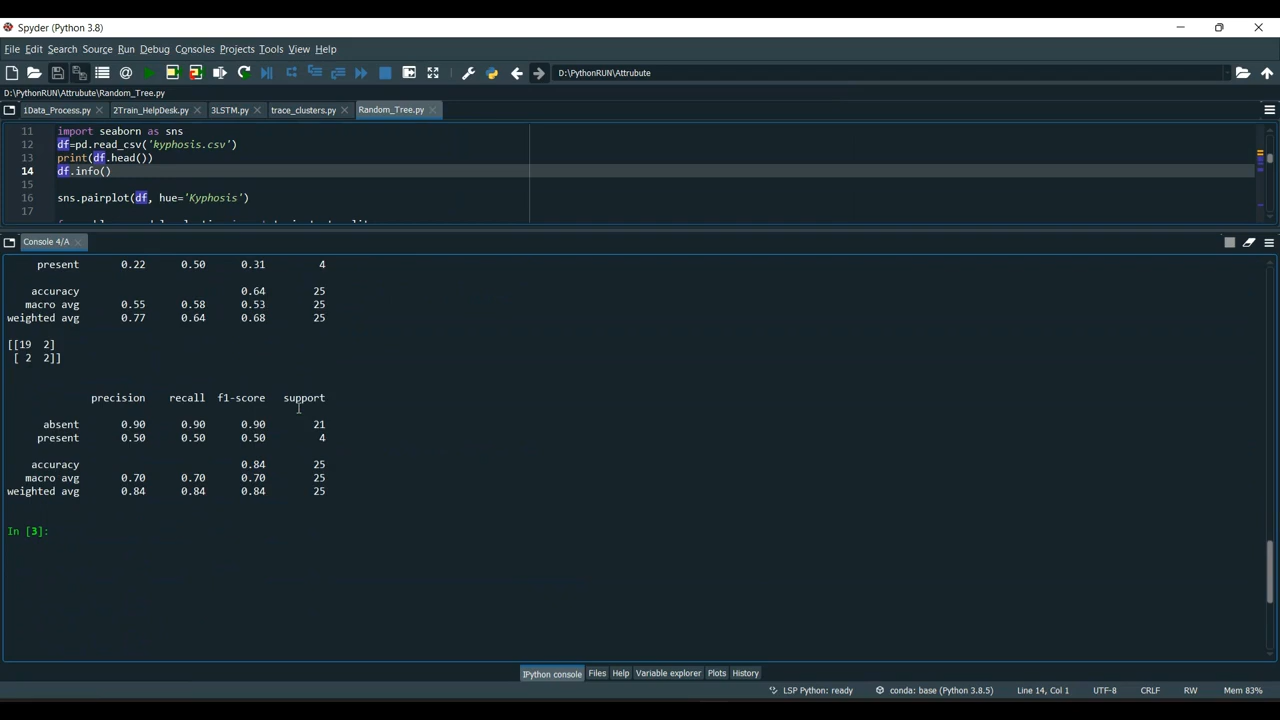 Spyder (Python 3.8)
File Edit Search Source Run Debug Consoles Projects Tools View Help
D:\PythonRUN\Attrubute
D:\PythonRUN\Attrubute\Random_Tree.py
1Data_Process.py 2Train_HelpDesk.py 3LSTM.py trace_clusters.py Random_Tree.py
11 import seaborn as sns
12 df=pd.read_csv('kyphosis.csv')
13 print(df.head())
14 df.info()
15
16 sns.pairplot(df, hue='Kyphosis')
17
Console 4/A
present 0.22 0.50 0.31 4
accuracy 0.64 25
macro avg 0.55 0.58 0.53 25
weighted avg 0.77 0.64 0.68 25
[[19 2]
[ 2 2]]
precision recall f1-score support
absent 0.90 0.90 0.90 21
present 0.50 0.50 0.50 4
accuracy 0.84 25
macro avg 0.70 0.70 0.70 25
weighted avg 0.84 0.84 0.84 25
In [3]:
IPython console Files Help Variable explorer Plots History
LSP Python: ready conda: base (Python 3.8.5) Line 14, Col 1 UTF-8 CRLF RW Mem 83%